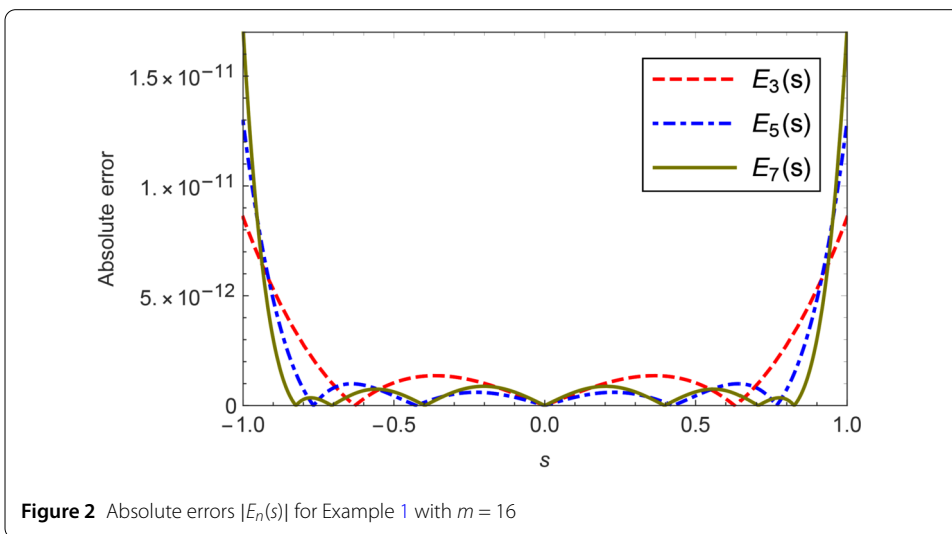 1.5 × 10⁻¹¹
1. × 10⁻¹¹
5. × 10⁻¹²
0
Absolute error
E₃(s)
E₅(s)
E₇(s)
−1.0 −0.5 0.0 0.5 1.0
s
Figure 2 Absolute errors |Eₙ(s)| for Example 1 with m = 16